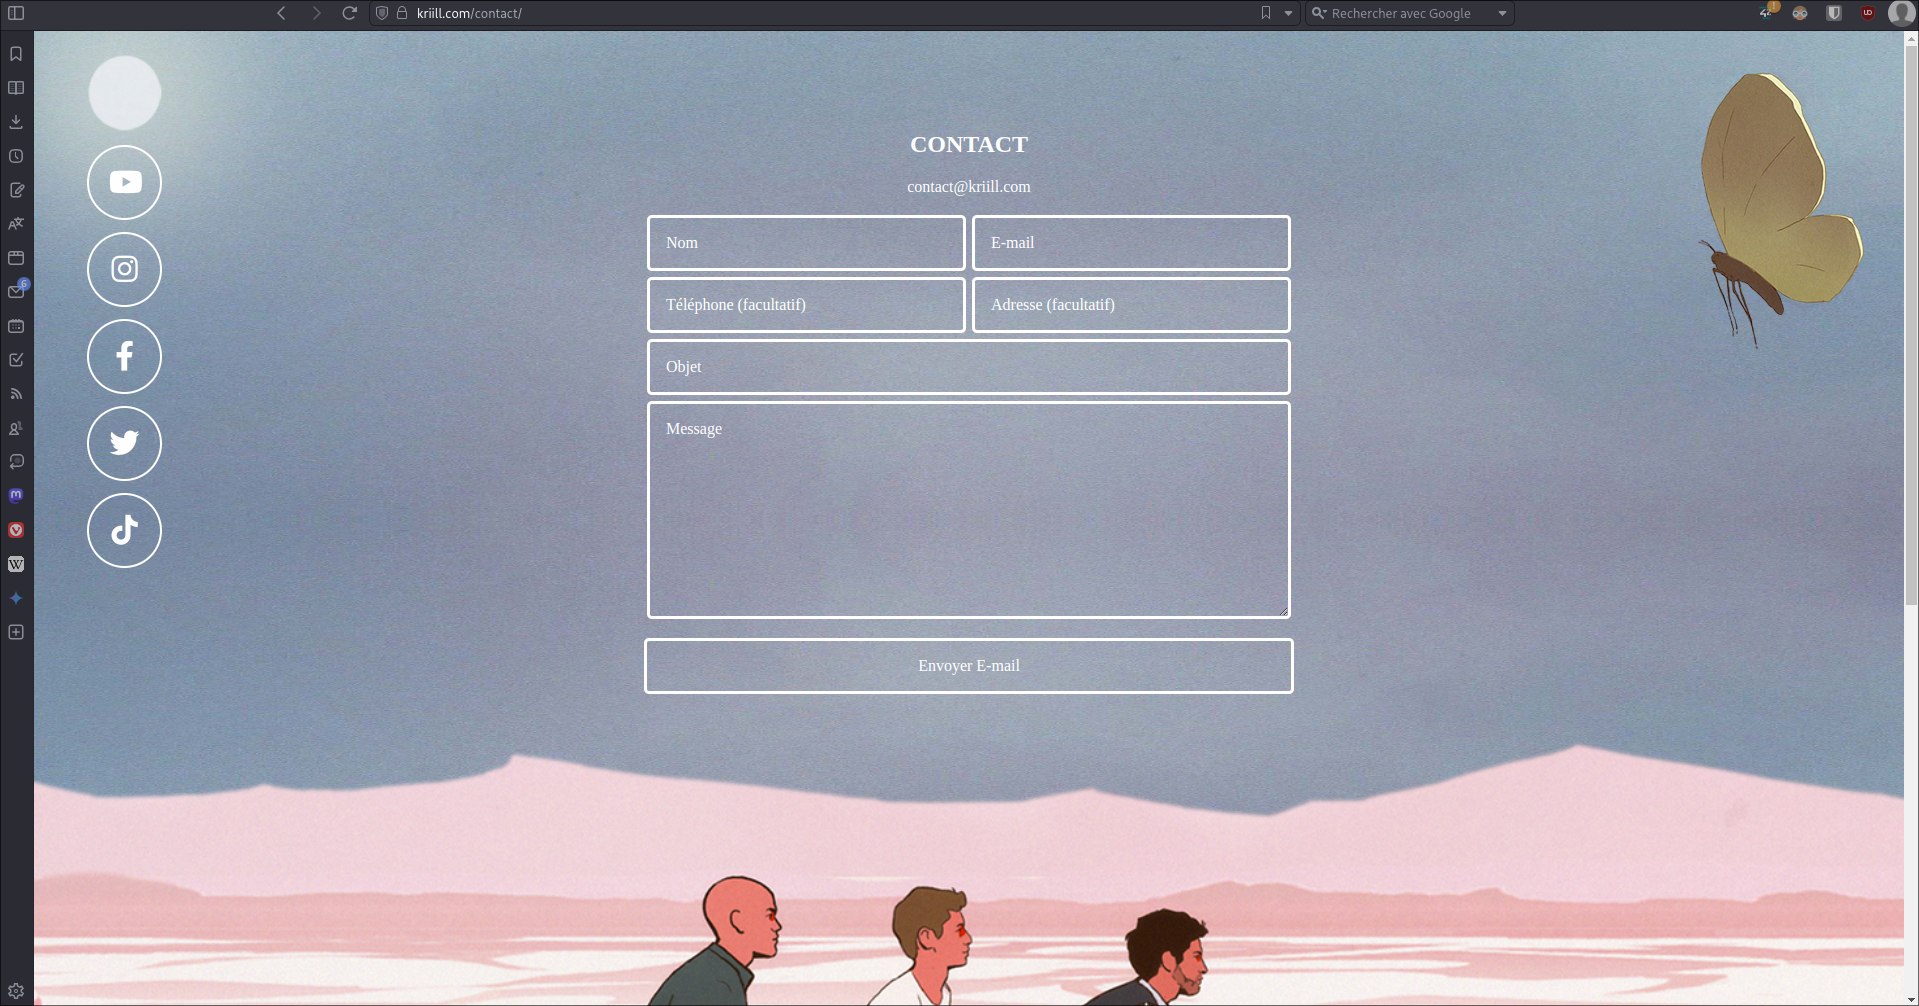 kriill.com/contact/
Rechercher avec Google
6
CONTACT
contact@kriill.com
Nom
E-mail
Téléphone (facultatif)
Adresse (facultatif)
Objet
Message
Envoyer E-mail
W